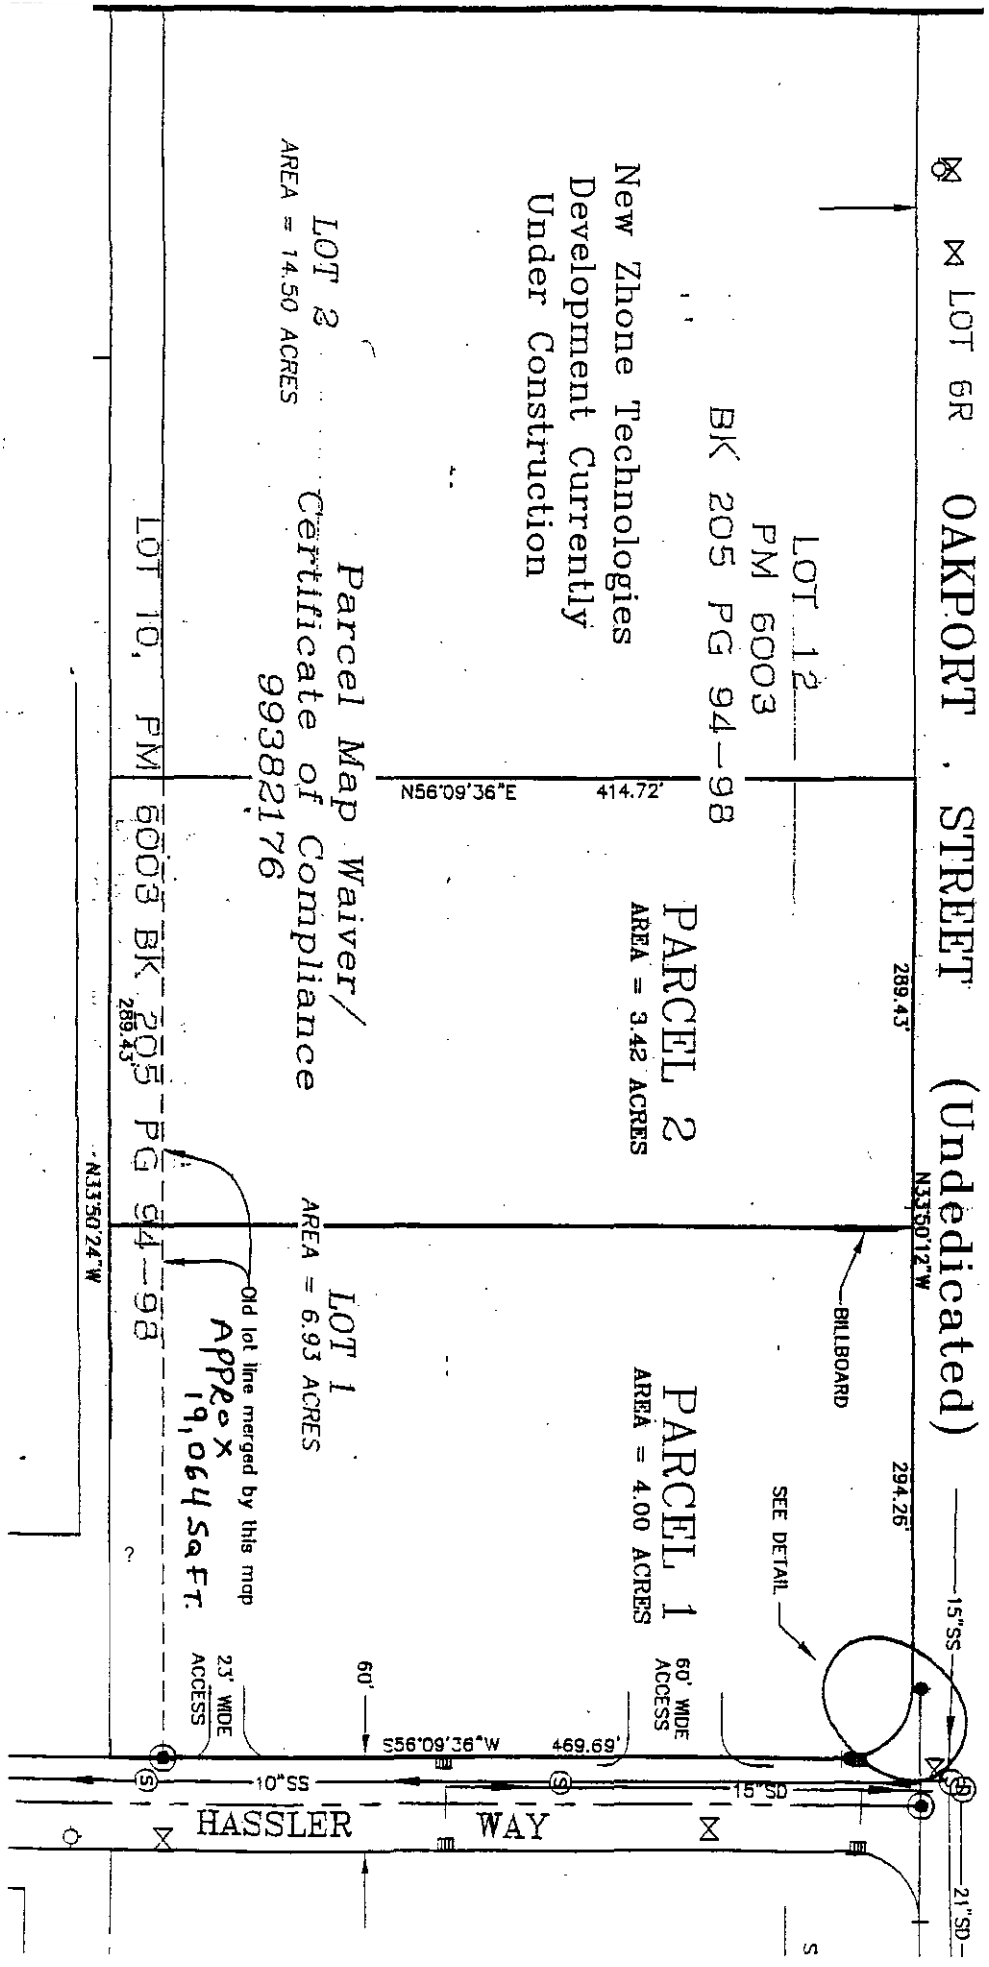 LOT 6R OAKPORT STREET (Undedicated)
15"SS
21"SD
289.43'
N33°50'12"W
294.26'
LOT 12
PM 6003
BK 205 PG 94-98
New Zhone Technologies
Development Currently
Under Construction
BILLBOARD
SEE DETAIL
N56°09'36"E 414.72'
PARCEL 2
AREA = 3.42 ACRES
PARCEL 1
AREA = 4.00 ACRES
60' WIDE
ACCESS
S56°09'36"W 469.69'
60'
LOT 2
AREA = 14.50 ACRES
Parcel Map Waiver/
Certificate of Compliance
99382176
LOT 1
AREA = 6.93 ACRES
Old lot line merged by this map
APPROX
19,064 SQ FT.
23' WIDE
ACCESS
LOT 10, PM 6003 BK 205 PG 94-98
289.43'
?
N33°50'24"W
10"SS
15"SD
S
S
HASSLER WAY
S